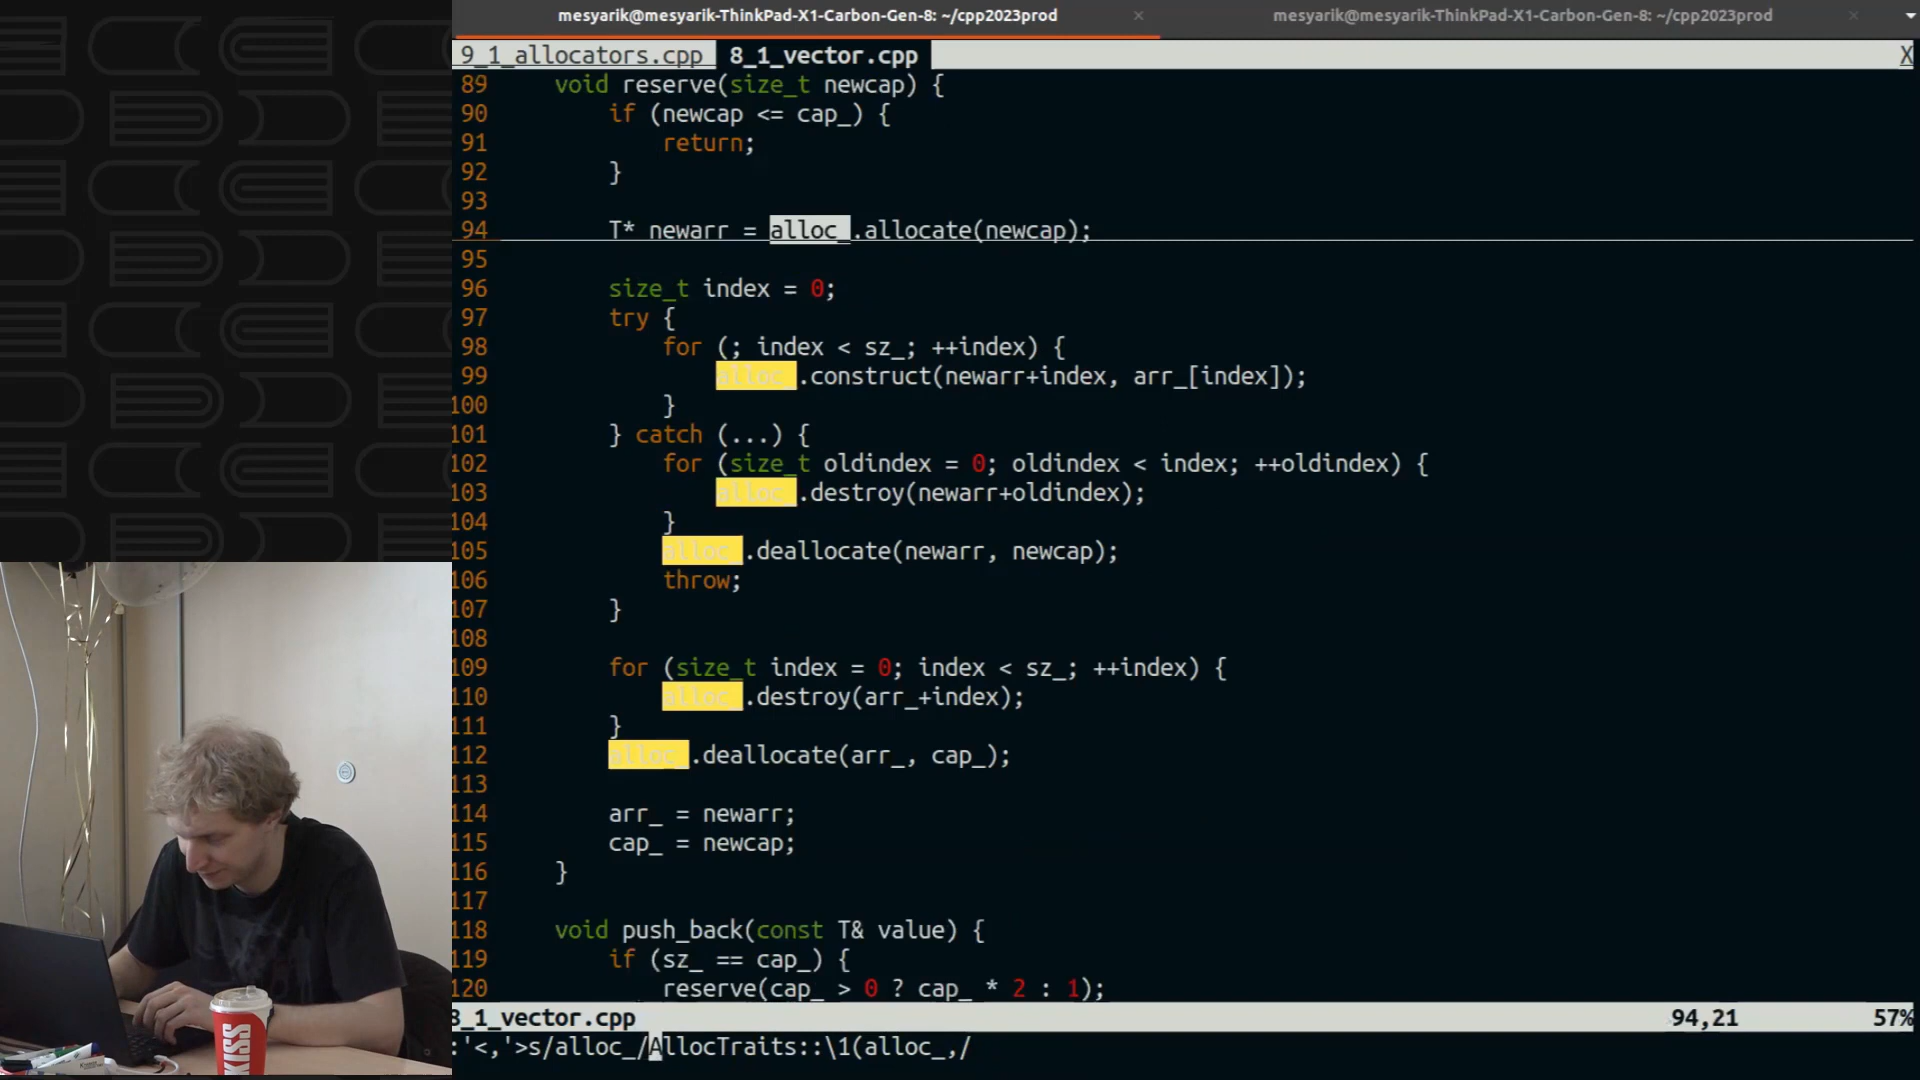 mesyarik@mesyarik-ThinkPad-X1-Carbon-Gen-8: ~/cpp2023prod × mesyarik@mesyarik-ThinkPad-X1-Carbon-Gen-8: ~/cpp2023prod ×
9_1_allocators.cpp 8_1_vector.cpp X
89 void reserve(size_t newcap) {
90 if (newcap <= cap_) {
91 return;
92 }
93
94 T* newarr = alloc_.allocate(newcap);
95
96 size_t index = 0;
97 try {
98 for (; index < sz_; ++index) {
99 alloc_.construct(newarr+index, arr_[index]);
100 }
101 } catch (...) {
102 for (size_t oldindex = 0; oldindex < index; ++oldindex) {
103 alloc_.destroy(newarr+oldindex);
104 }
105 alloc_.deallocate(newarr, newcap);
106 throw;
107 }
108
109 for (size_t index = 0; index < sz_; ++index) {
110 alloc_.destroy(arr_+index);
111 }
112 alloc_.deallocate(arr_, cap_);
113
114 arr_ = newarr;
115 cap_ = newcap;
116 }
117
118 void push_back(const T& value) {
119 if (sz_ == cap_) {
120 reserve(cap_ > 0 ? cap_ * 2 : 1);
8_1_vector.cpp 94,21 57%
:'<,'>s/alloc_/AllocTraits::\1(alloc_,/
KISS